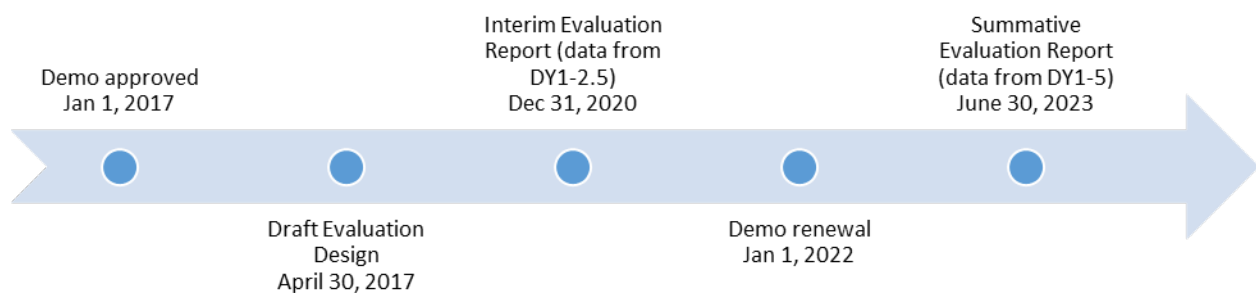 Demo approved
Jan 1, 2017
Draft Evaluation
Design
April 30, 2017
Interim Evaluation
Report (data from
DY1-2.5)
Dec 31, 2020
Demo renewal
Jan 1, 2022
Summative
Evaluation Report
(data from DY1-5)
June 30, 2023